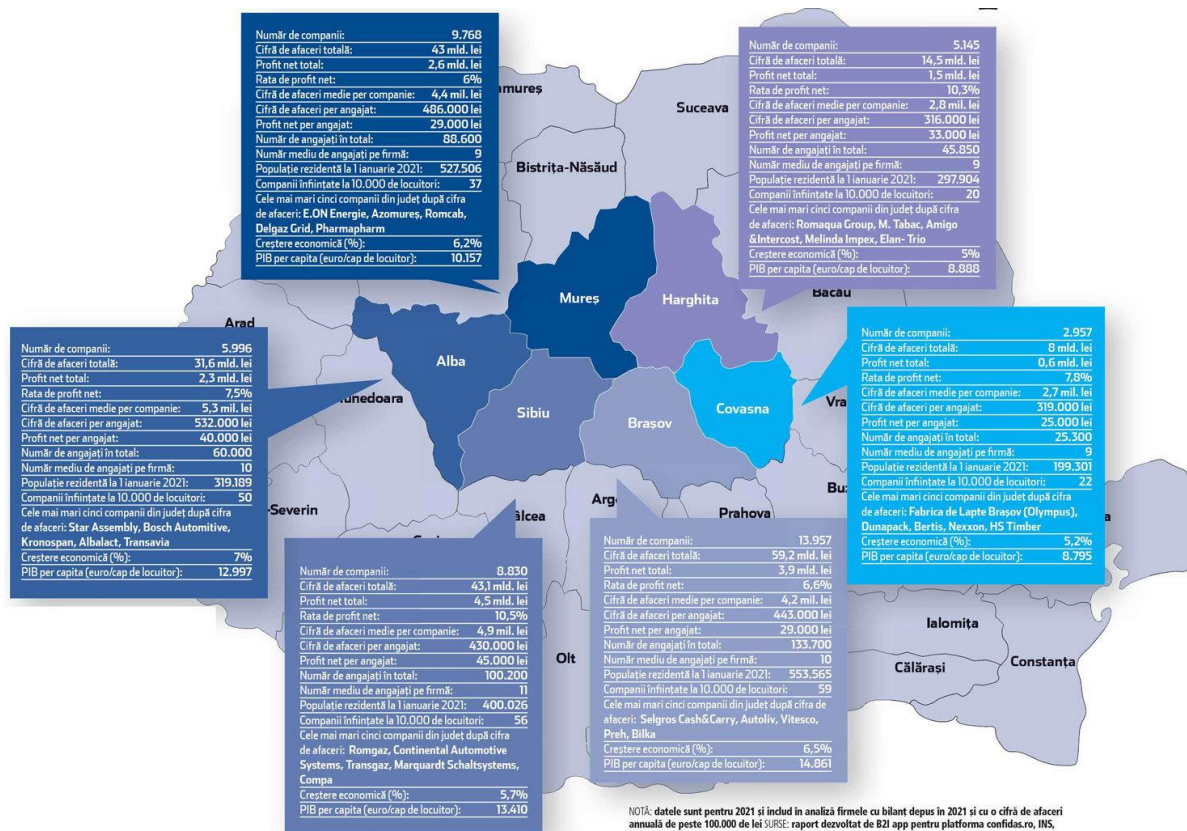 Număr de companii: 9.768
Cifră de afaceri totală: 43 mld. lei
Profit net total: 2,6 mld. lei
Rata de profit net: 6%
Cifră de afaceri medie per companie: 4,4 mil. lei
Cifră de afaceri per angajat: 486.000 lei
Profit net per angajat: 29.000 lei
Număr de angajați în total: 88.600
Număr mediu de angajați pe firmă: 9
Populație rezidentă la 1 ianuarie 2021: 527.506
Companii înființate la 10.000 de locuitori: 37
Cele mai mari cinci companii din județ după cifra
de afaceri: E.ON Energie, Azomureș, Romcab,
Delgaz Grid, Pharmapharm
Creștere economică (%): 6,2%
PIB per capita (euro/cap de locuitor): 10.157
amureș
Suceava
Bistrița-Năsăud
Număr de companii: 5.145
Cifră de afaceri totală: 14,5 mld. lei
Profit net total: 1,5 mld. lei
Rata de profit net: 10,3%
Cifră de afaceri medie per companie: 2,8 mil. lei
Cifră de afaceri per angajat: 316.000 lei
Profit net per angajat: 33.000 lei
Număr de angajați în total: 45.850
Număr mediu de angajați pe firmă: 9
Populație rezidentă la 1 ianuarie 2021: 297.904
Companii înființate la 10.000 de locuitori: 20
Cele mai mari cinci companii din județ după cifra
de afaceri: Romaqua Group, M. Tabac, Amigo
&Intercost, Melinda Impex, Elan- Trio
Creștere economică (%): 5%
PIB per capita (euro/cap de locuitor): 8.888
Bacău
Mureș
Harghita
Arad
Alba
Sibiu
Brașov
Covasna
unedoara
Vra
Număr de companii: 5.996
Cifră de afaceri totală: 31,6 mld. lei
Profit net total: 2,3 mld. lei
Rata de profit net: 7,5%
Cifră de afaceri medie per companie: 5,3 mil. lei
Cifră de afaceri per angajat: 532.000 lei
Profit net per angajat: 40.000 lei
Număr de angajați în total: 60.000
Număr mediu de angajați pe firmă: 10
Populație rezidentă la 1 ianuarie 2021: 319.189
Companii înființate la 10.000 de locuitori: 50
Cele mai mari cinci companii din județ după cifra
de afaceri: Star Assembly, Bosch Automitive,
Kronospan, Albalact, Transavia
Creștere economică (%): 7%
PIB per capita (euro/cap de locuitor): 12.997
Număr de companii: 2.957
Cifră de afaceri totală: 8 mld. lei
Profit net total: 0,6 mld. lei
Rata de profit net: 7,8%
Cifră de afaceri medie per companie: 2,7 mil. lei
Cifră de afaceri per angajat: 319.000 lei
Profit net per angajat: 25.000 lei
Număr de angajați în total: 25.300
Număr mediu de angajați pe firmă: 9
Populație rezidentă la 1 ianuarie 2021: 199.301
Companii înființate la 10.000 de locuitori: 22
Cele mai mari cinci companii din județ după cifra
de afaceri: Fabrica de Lapte Brașov (Olympus),
Dunapack, Bertis, Nexxon, HS Timber
Creștere economică (%): 5,2%
PIB per capita (euro/cap de locuitor): 8.795
-Severin
âlcea
Arge
Prahova
Buz
a
Număr de companii: 8.830
Cifră de afaceri totală: 43,1 mld. lei
Profit net total: 4,5 mld. lei
Rata de profit net: 10,5%
Cifră de afaceri medie per companie: 4,9 mil. lei
Cifră de afaceri per angajat: 430.000 lei
Profit net per angajat: 45.000 lei
Număr de angajați în total: 100.200
Număr mediu de angajați pe firmă: 11
Populație rezidentă la 1 ianuarie 2021: 400.026
Companii înființate la 10.000 de locuitori: 56
Cele mai mari cinci companii din județ după cifra
de afaceri: Romgaz, Continental Automotive
Systems, Transgaz, Marquardt Schaltsystems,
Compa
Creștere economică (%): 5,7%
PIB per capita (euro/cap de locuitor): 13.410
Olt
Număr de companii: 13.957
Cifră de afaceri totală: 59,2 mld. lei
Profit net total: 3,9 mld. lei
Rata de profit net: 6,6%
Cifră de afaceri medie per companie: 4,2 mil. lei
Cifră de afaceri per angajat: 443.000 lei
Profit net per angajat: 29.000 lei
Număr de angajați în total: 133.700
Număr mediu de angajați pe firmă: 10
Populație rezidentă la 1 ianuarie 2021: 553.565
Companii înființate la 10.000 de locuitori: 59
Cele mai mari cinci companii din județ după cifra de
afaceri: Selgros Cash&Carry, Autoliv, Vitesco,
Preh, Bilka
Creștere economică (%): 6,5%
PIB per capita (euro/cap de locuitor): 14.861
Ialomița
Călărași
Constanța
NOTĂ: datele sunt pentru 2021 și includ în analiză firmele cu bilanț depus în 2021 și cu o cifră de afaceri
annuală de peste 100.000 de lei SURSE: raport dezvoltat de B2I app pentru platforma confidas.ro, INS,